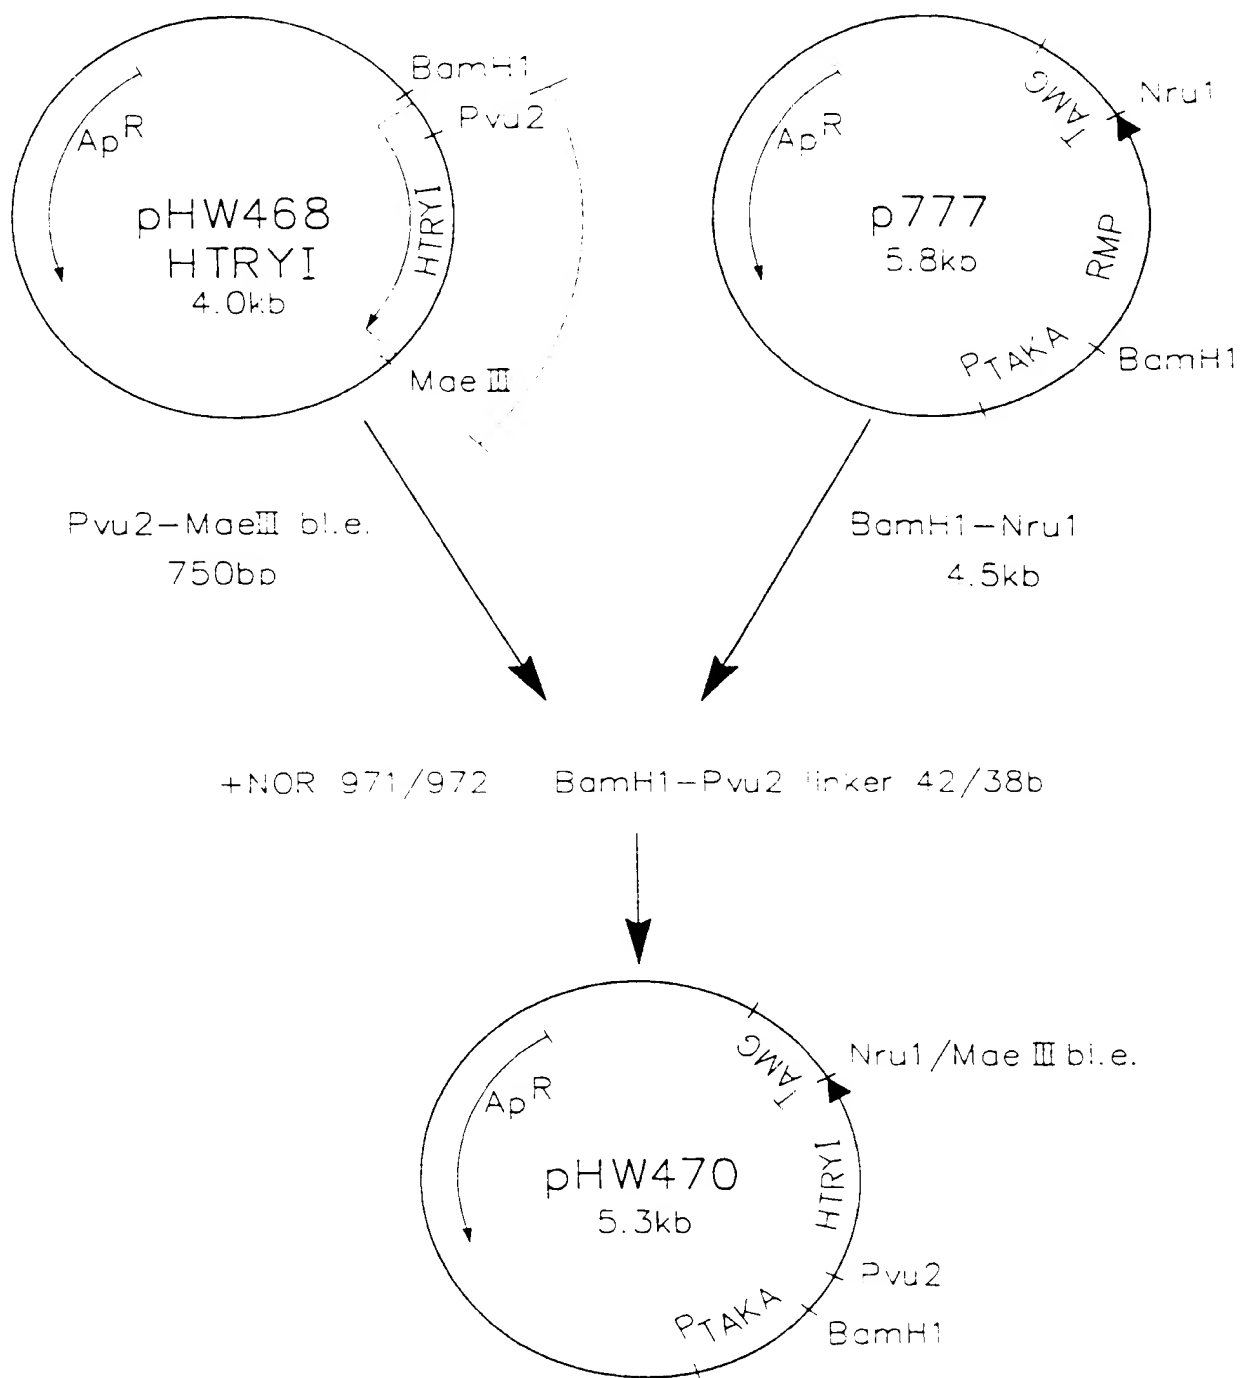 BamH1
Pvu2
ApR
pHW468
HTRYI
4.0kb
HTRYI
Mae III
TAMG
Nru1
ApR
p777
5.8kb
RMP
PTAKA
BamH1
Pvu2-MaeIII bl.e.
750bp
BamH1-Nru1
4.5kb
+NOR 971/972 BamH1-Pvu2 linker 42/38b
TAMG
Nru1/Mae III bl.e.
ApR
pHW470
5.3kb
HTRYI
Pvu2
PTAKA
BamH1